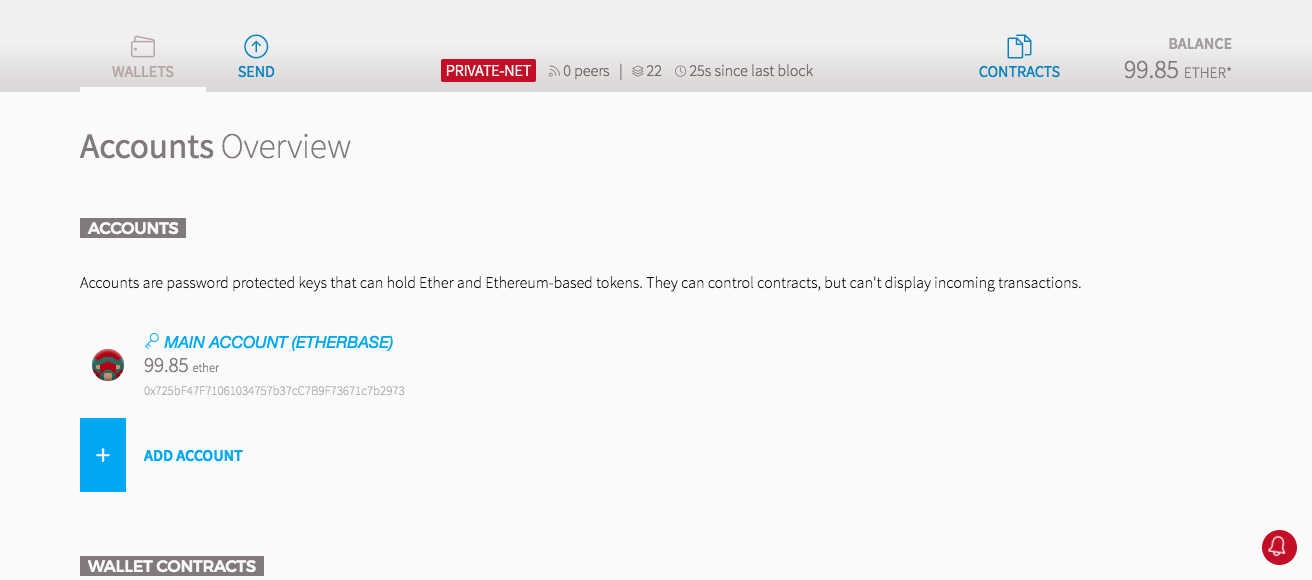 WALLETS
SEND
PRIVATE-NET 0 peers | 22 25s since last block
CONTRACTS
BALANCE
99.85 ETHER*
Accounts Overview
ACCOUNTS
Accounts are password protected keys that can hold Ether and Ethereum-based tokens. They can control contracts, but can't display incoming transactions.
MAIN ACCOUNT (ETHERBASE)
99.85 ether
0x725bF47F71061034757b37cC7B9F73671c7b2973
+ ADD ACCOUNT
WALLET CONTRACTS